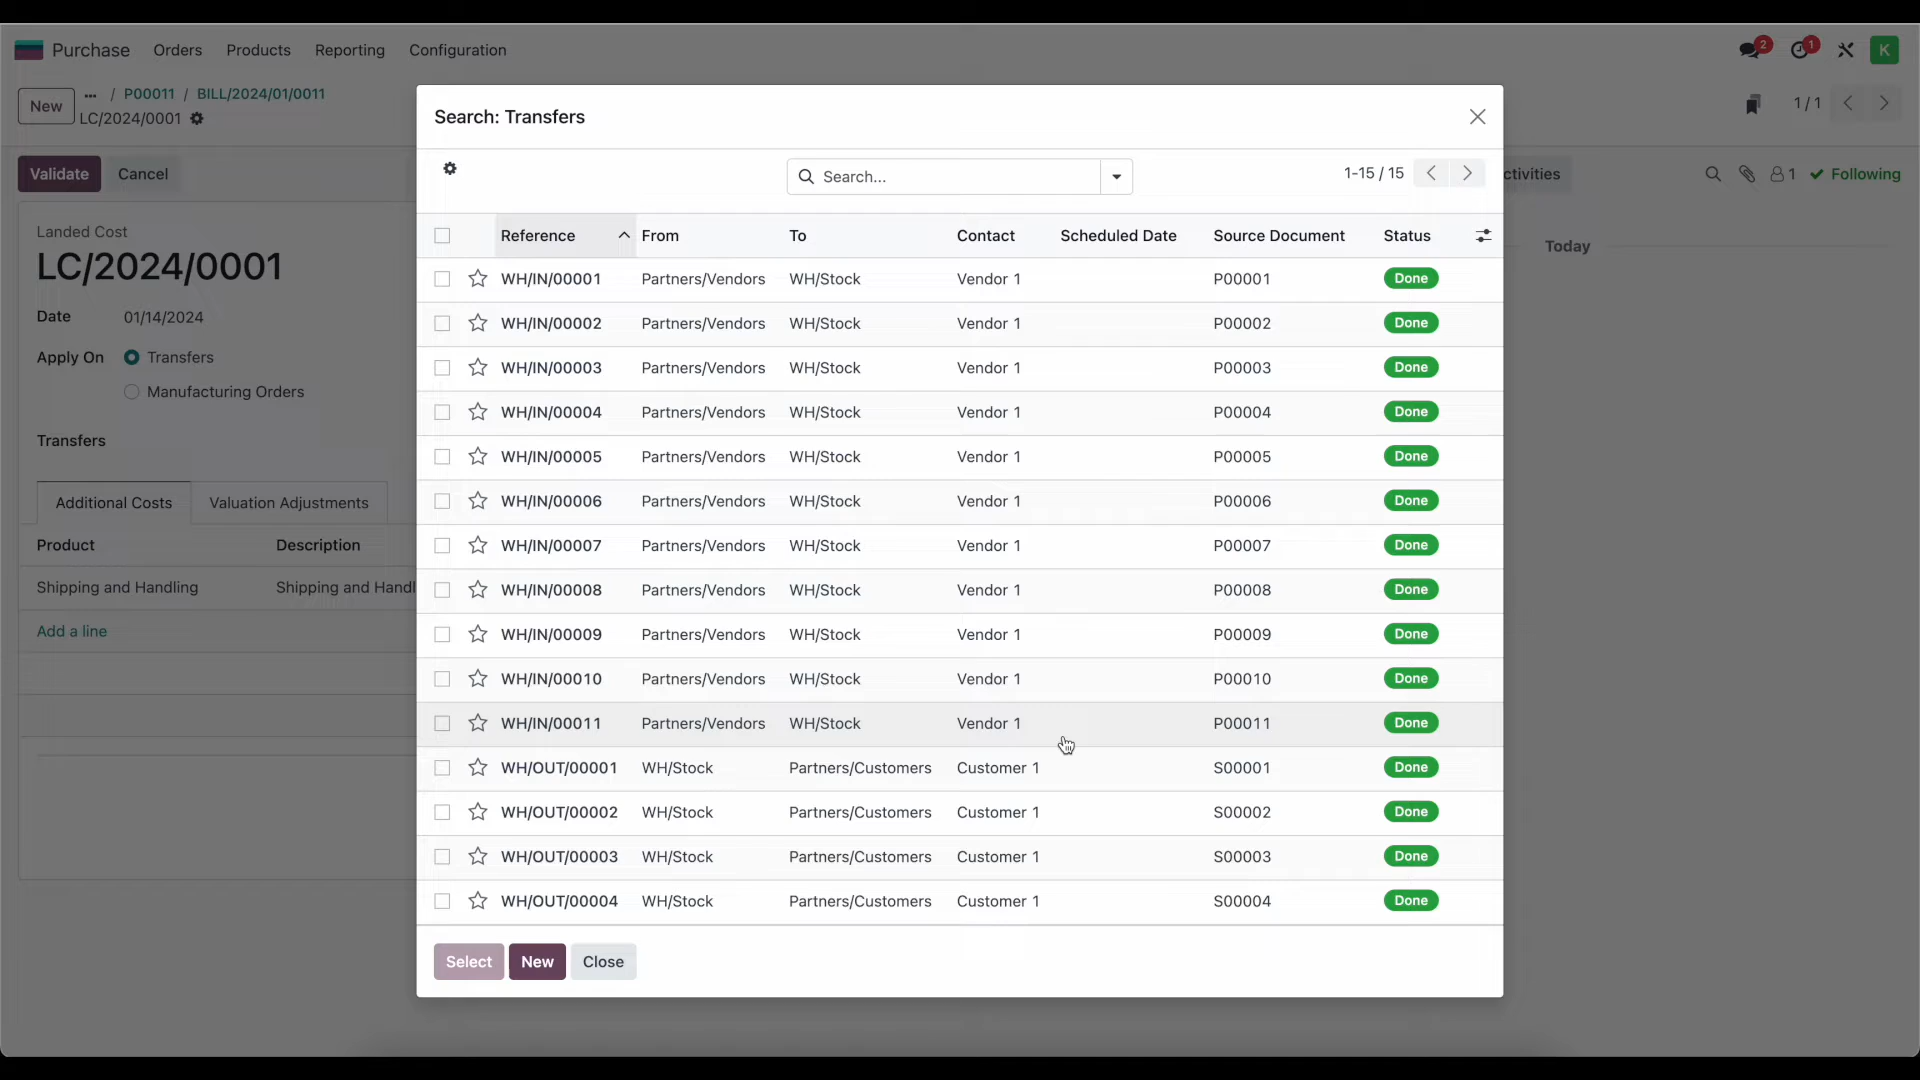 Purchase Orders Products Reporting Configuration 2 1 K
New ... / P00011 / BILL/2024/01/0011
LC/2024/0001
1 / 1
Validate Cancel
ctivities
1 Following
Landed Cost
LC/2024/0001
Date 01/14/2024
Apply On Transfers
Manufacturing Orders
Transfers
Additional Costs Valuation Adjustments
Product Description
Shipping and Handling Shipping and Handl
Add a line
Today
Search: Transfers
Search... 1-15 / 15
Reference From To Contact Scheduled Date Source Document Status
WH/IN/00001 Partners/Vendors WH/Stock Vendor 1 P00001 Done
WH/IN/00002 Partners/Vendors WH/Stock Vendor 1 P00002 Done
WH/IN/00003 Partners/Vendors WH/Stock Vendor 1 P00003 Done
WH/IN/00004 Partners/Vendors WH/Stock Vendor 1 P00004 Done
WH/IN/00005 Partners/Vendors WH/Stock Vendor 1 P00005 Done
WH/IN/00006 Partners/Vendors WH/Stock Vendor 1 P00006 Done
WH/IN/00007 Partners/Vendors WH/Stock Vendor 1 P00007 Done
WH/IN/00008 Partners/Vendors WH/Stock Vendor 1 P00008 Done
WH/IN/00009 Partners/Vendors WH/Stock Vendor 1 P00009 Done
WH/IN/00010 Partners/Vendors WH/Stock Vendor 1 P00010 Done
WH/IN/00011 Partners/Vendors WH/Stock Vendor 1 P00011 Done
WH/OUT/00001 WH/Stock Partners/Customers Customer 1 S00001 Done
WH/OUT/00002 WH/Stock Partners/Customers Customer 1 S00002 Done
WH/OUT/00003 WH/Stock Partners/Customers Customer 1 S00003 Done
WH/OUT/00004 WH/Stock Partners/Customers Customer 1 S00004 Done
Select New Close